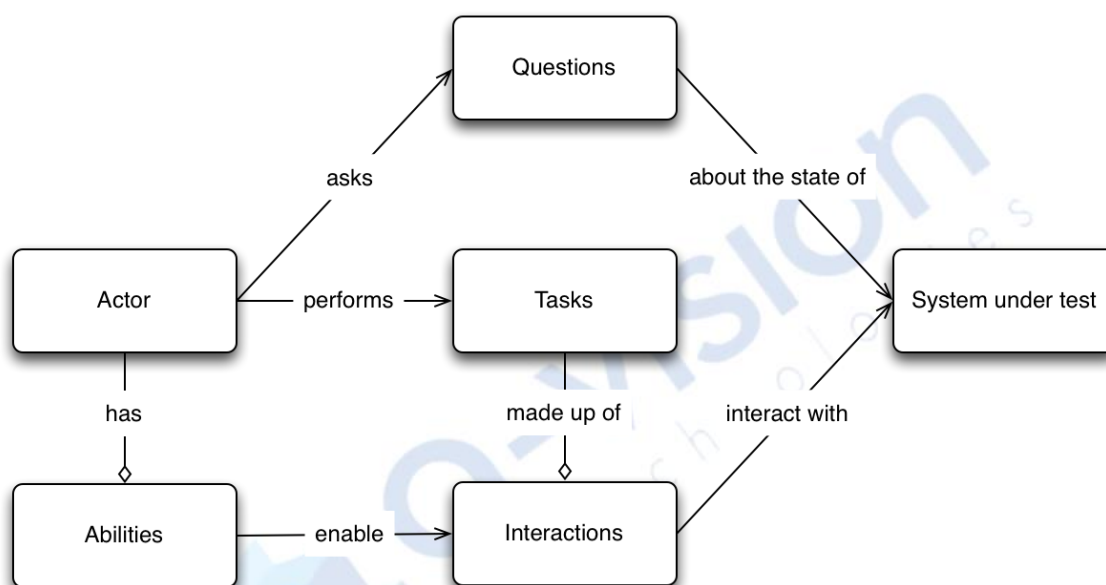 Questions
asks
about the state of
Actor
performs
Tasks
System under test
has
made up of
interact with
Abilities
enable
Interactions